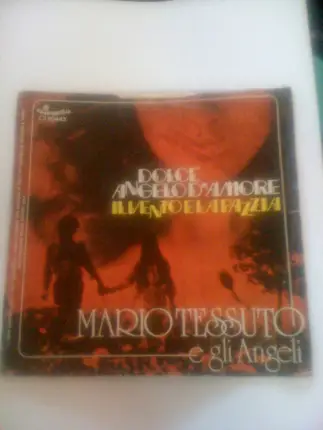 DOLCE
ANGELO D'AMORE
IL VENTO E LA PAZZIA
MARIO TESSUTO
e gli Angeli